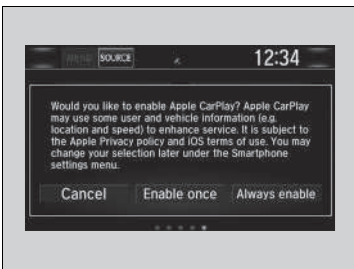 SOURCE
12:34
Would you like to enable Apple CarPlay? Apple CarPlay
may use some user and vehicle information (e.g.
location and speed) to enhance service. It is subject to
the Apple Privacy policy and iOS terms of use. You may
change your selection later under the Smartphone
settings menu.
Cancel Enable once Always enable